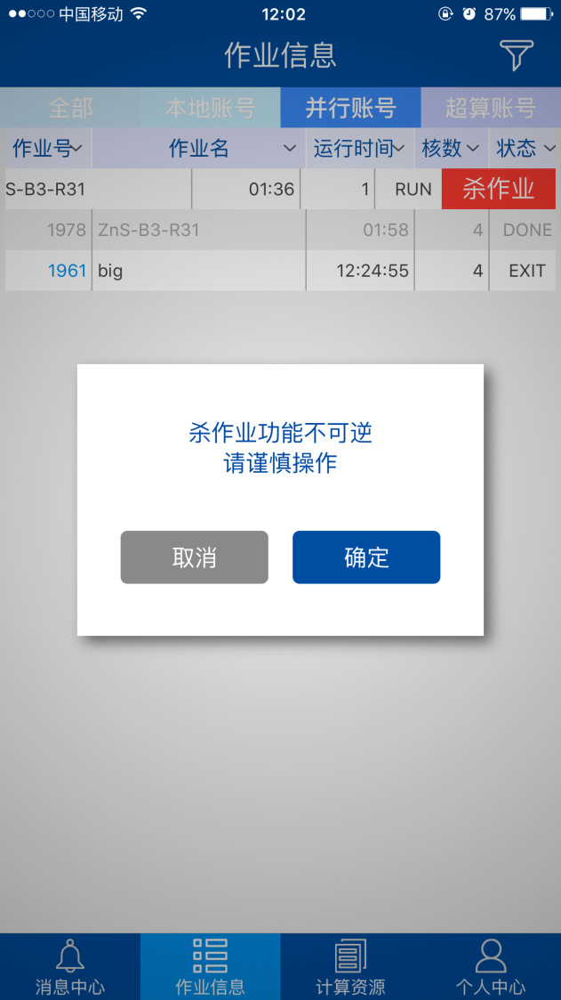 中国移动 12:02 87%
作业信息
全部 本地账号 并行账号 超算账号
作业号 作业名 运行时间 核数 状态
S-B3-R31 01:36 1 RUN 杀作业
1978 ZnS-B3-R31 01:58 4 DONE
1961 big 12:24:55 4 EXIT
杀作业功能不可逆
请谨慎操作
取消 确定
消息中心 作业信息 计算资源 个人中心